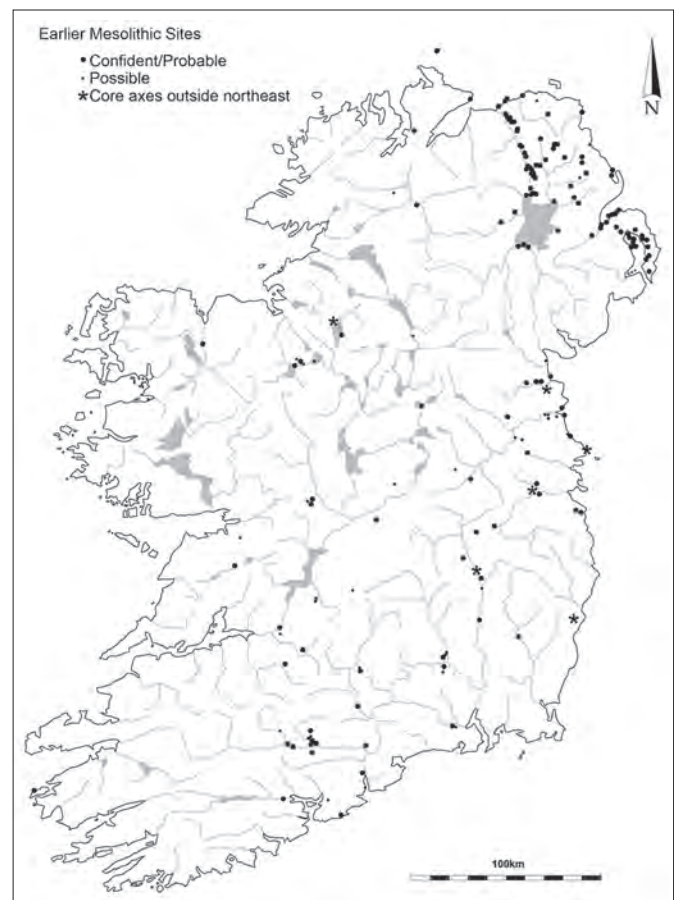 Earlier Mesolithic Sites
• Confident/Probable
• Possible
* Core axes outside northeast
N
100km